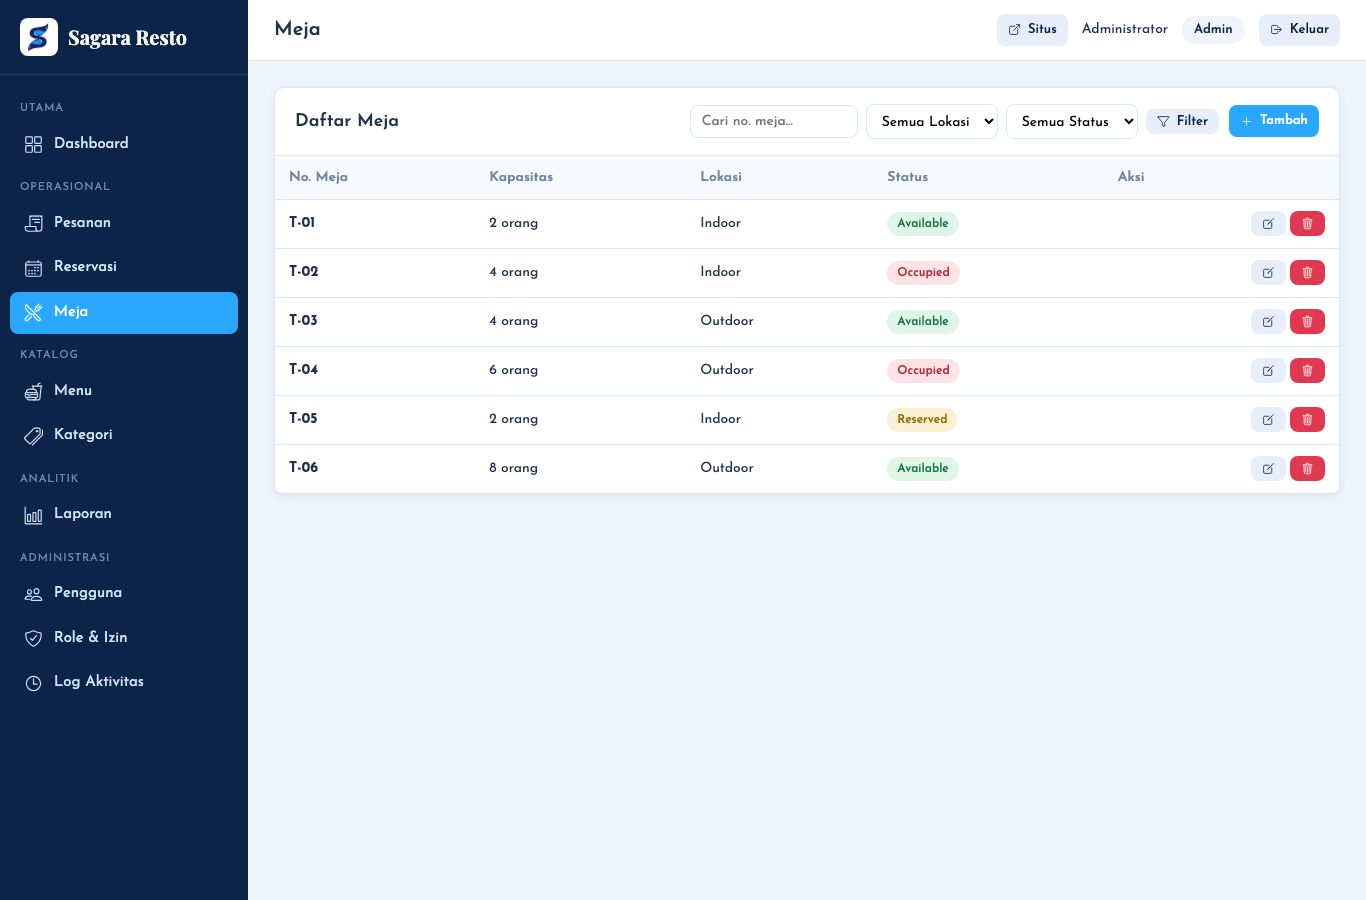 Sagara Resto
UTAMA
Dashboard
OPERASIONAL
Pesanan
Reservasi
Meja
KATALOG
Menu
Kategori
ANALITIK
Laporan
ADMINISTRASI
Pengguna
Role & Izin
Log Aktivitas
Meja
Situs Administrator Admin Keluar
Daftar Meja Cari no. meja... Semua Lokasi Semua Status Filter + Tambah
No. Meja Kapasitas Lokasi Status Aksi
T-01 2 orang Indoor Available
T-02 4 orang Indoor Occupied
T-03 4 orang Outdoor Available
T-04 6 orang Outdoor Occupied
T-05 2 orang Indoor Reserved
T-06 8 orang Outdoor Available